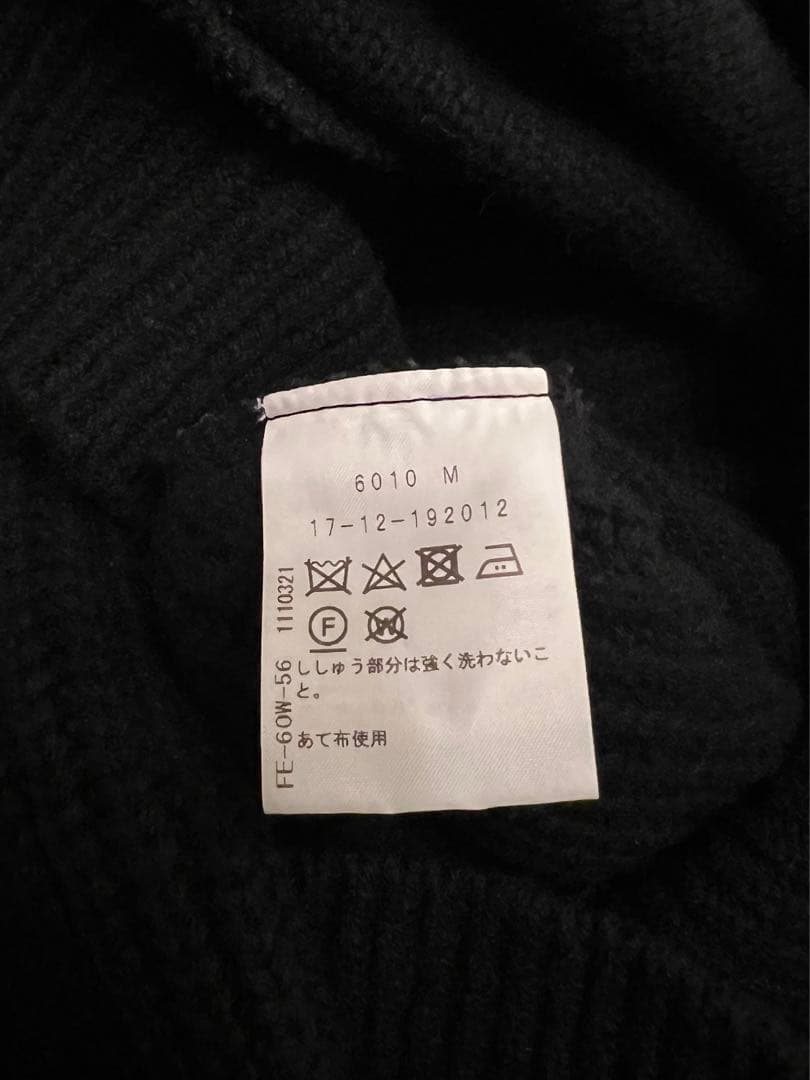 6010 M
17-12-192012
F
W
ししゅう部分は強く洗わないこ
と。
あて布使用
FE-60W-56 1110321